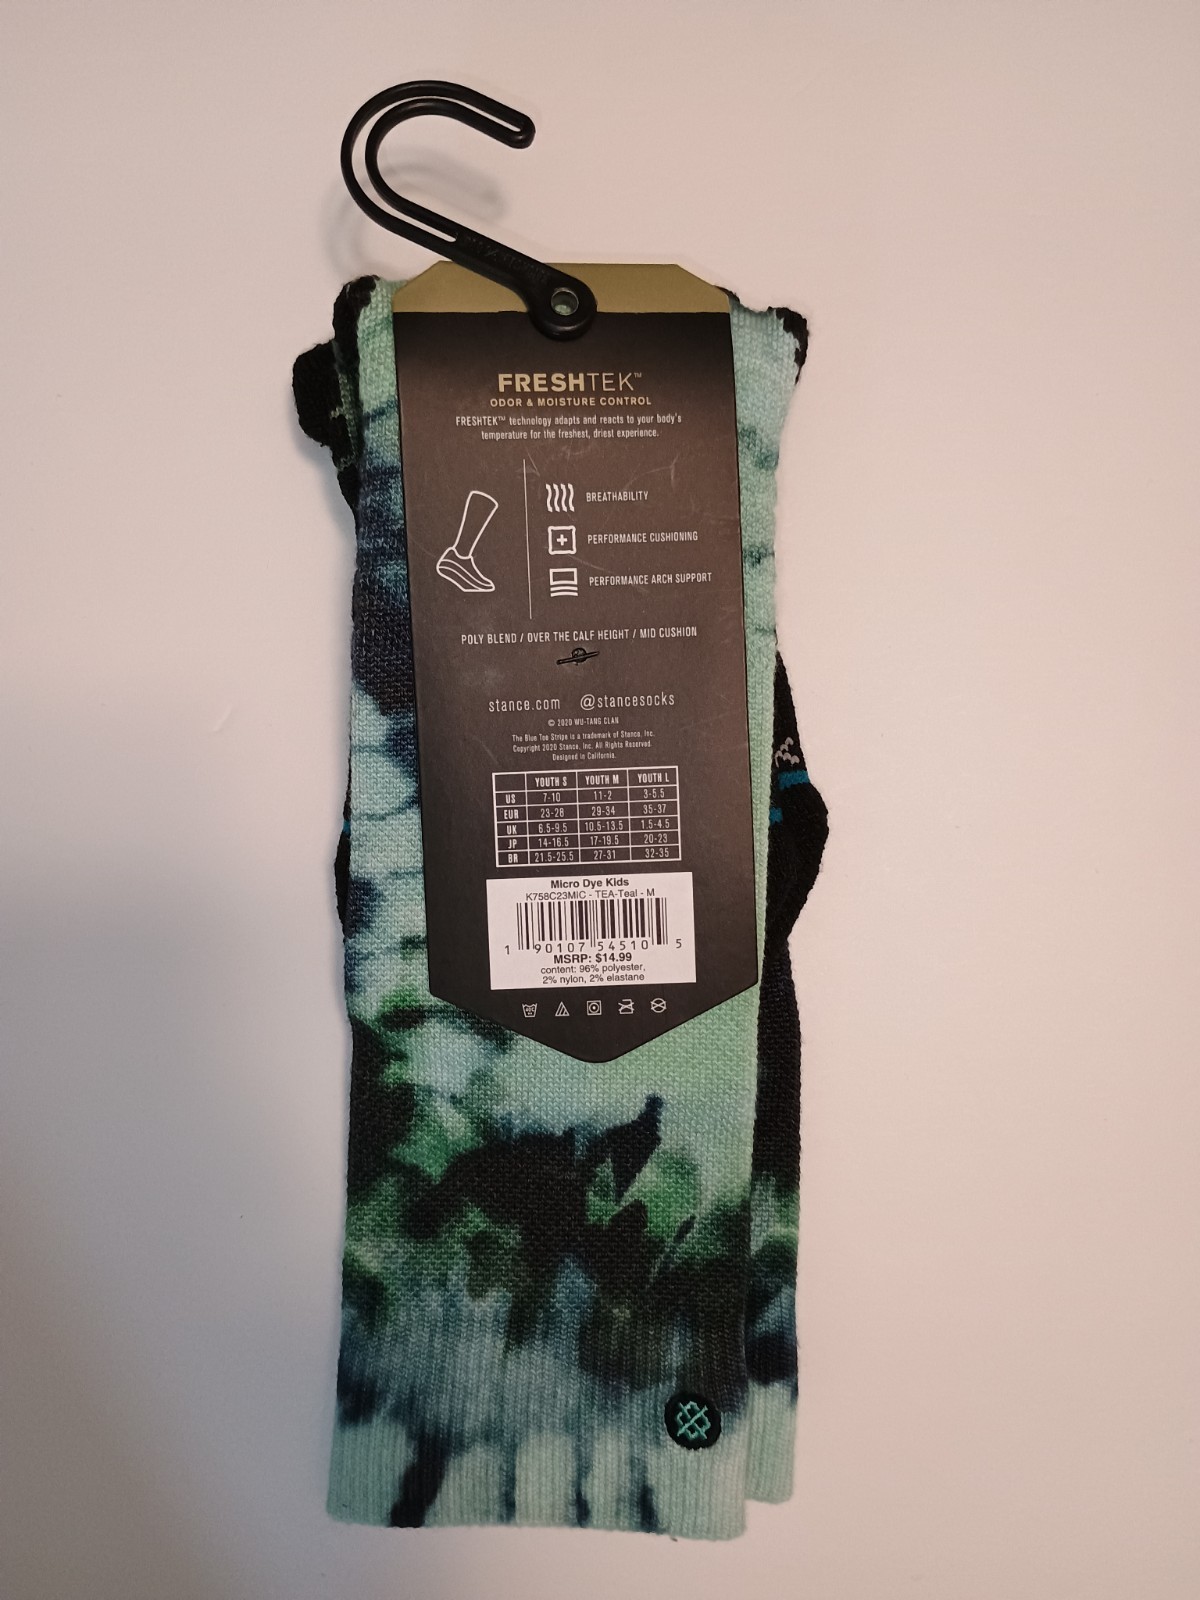 FRESHTEK™
ODOR & MOISTURE CONTROL
FRESHTEK™ technology adapts and reacts to your body's
temperature for the freshest, driest experience.
BREATHABILITY
PERFORMANCE CUSHIONING
PERFORMANCE ARCH SUPPORT
POLY BLEND / OVER THE CALF HEIGHT / MID CUSHION
stance.com @stancesocks
© 2020 WU-TANG CLAN
The Blue Toe Stripe is a trademark of Stance, Inc.
Copyright 2020 Stance, Inc. All Rights Reserved
Designed in California.
YOUTH S YOUTH M YOUTH L
US 7-10 11-2 3-5.5
EUR 23-28 29-34 35-37
UK 6.5-9.5 10.5-13.5 1.5-4.5
JP 14-16.5 17-19.5 20-23
BR 21.5-25.5 27-31 32-35
Micro Dye Kids
K758C23MIC - TEA-Teal - M
1 90107 54510 5
MSRP: $14.99
content: 96% polyester,
2% nylon, 2% elastane